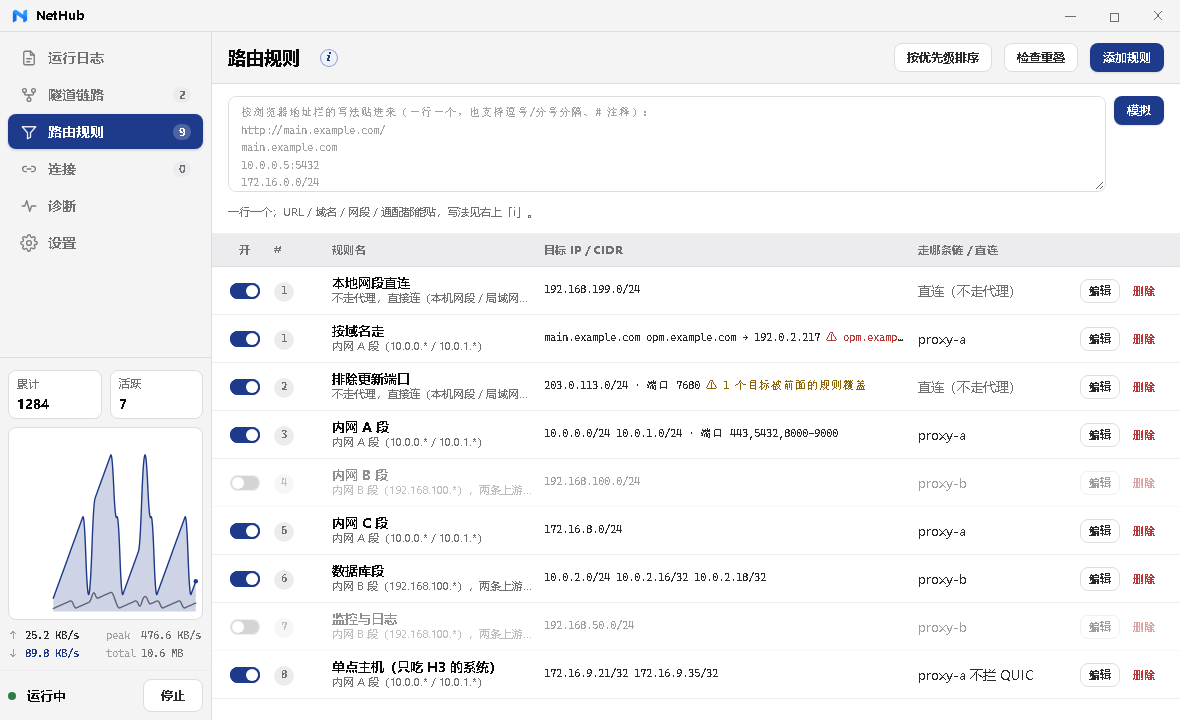 NetHub
运行日志
隧道链路 2
路由规则 9
连接 0
诊断
设置
累计
1284
活跃
7
↑ 25.2 KB/s peak 476.6 KB/s
↓ 89.8 KB/s total 10.6 MB
运行中
停止
路由规则 i
按优先级排序
检查重叠
添加规则
按浏览器地址栏的写法贴进来（一行一个，也支持逗号/分号分隔、# 注释）：
http://main.example.com/
main.example.com
10.0.0.5:5432
172.16.0.0/24
模拟
一行一个；URL / 域名 / 网段 / 通配都能贴，写法见右上「i」。
开 # 规则名 目标 IP / CIDR 走哪条链 / 直连
1 本地网段直连 192.168.199.0/24 直连（不走代理） 编辑 删除
不走代理，直接连（本机网段 / 局域网…
1 按域名走 main.example.com opm.example.com → 192.0.2.217 ⚠ opm.examp… proxy-a 编辑 删除
内网 A 段（10.0.0.* / 10.0.1.*）
2 排除更新端口 203.0.113.0/24 · 端口 7680 ⚠ 1 个目标被前面的规则覆盖 直连（不走代理） 编辑 删除
不走代理，直接连（本机网段 / 局域网…
3 内网 A 段 10.0.0.0/24 10.0.1.0/24 · 端口 443,5432,8000-9000 proxy-a 编辑 删除
内网 A 段（10.0.0.* / 10.0.1.*）
4 内网 B 段 192.168.100.0/24 proxy-b 编辑 删除
内网 B 段（192.168.100.*），两条上游…
5 内网 C 段 172.16.8.0/24 proxy-a 编辑 删除
内网 A 段（10.0.0.* / 10.0.1.*）
6 数据库段 10.0.2.0/24 10.0.2.16/32 10.0.2.18/32 proxy-b 编辑 删除
内网 B 段（192.168.100.*），两条上游…
7 监控与日志 192.168.50.0/24 proxy-b 编辑 删除
内网 B 段（192.168.100.*），两条上游…
8 单点主机（只吃 H3 的系统） 172.16.9.21/32 172.16.9.35/32 proxy-a 不拦 QUIC 编辑 删除
内网 A 段（10.0.0.* / 10.0.1.*）